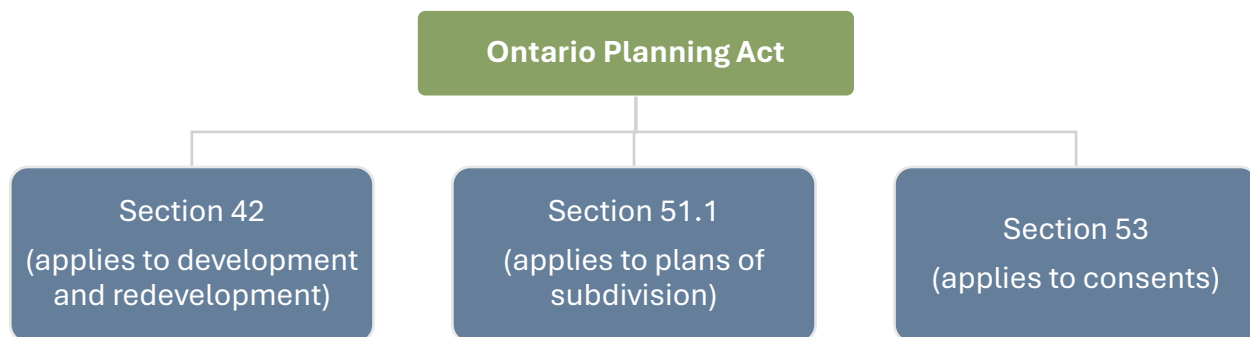 Ontario Planning Act
Section 42
(applies to development
and redevelopment)
Section 51.1
(applies to plans of
subdivision)
Section 53
(applies to consents)